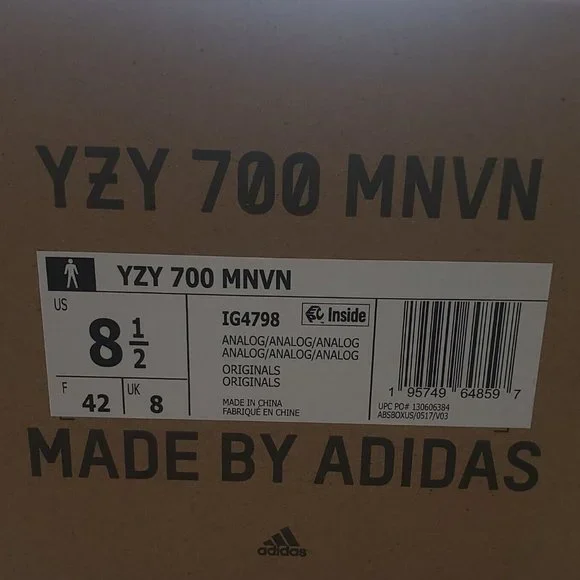 YZY 700 MNVN
YZY 700 MNVN
US
8 1/2
F 42 UK 8
IG4798 Inside
ANALOG/ANALOG/ANALOG
ANALOG/ANALOG/ANALOG
ORIGINALS
ORIGINALS
MADE IN CHINA
FABRIQUÉ EN CHINE
1 95749 64859 7
UPC PO# 130606384
ABSBOXUS/0517/V03
MADE BY ADIDAS
adidas